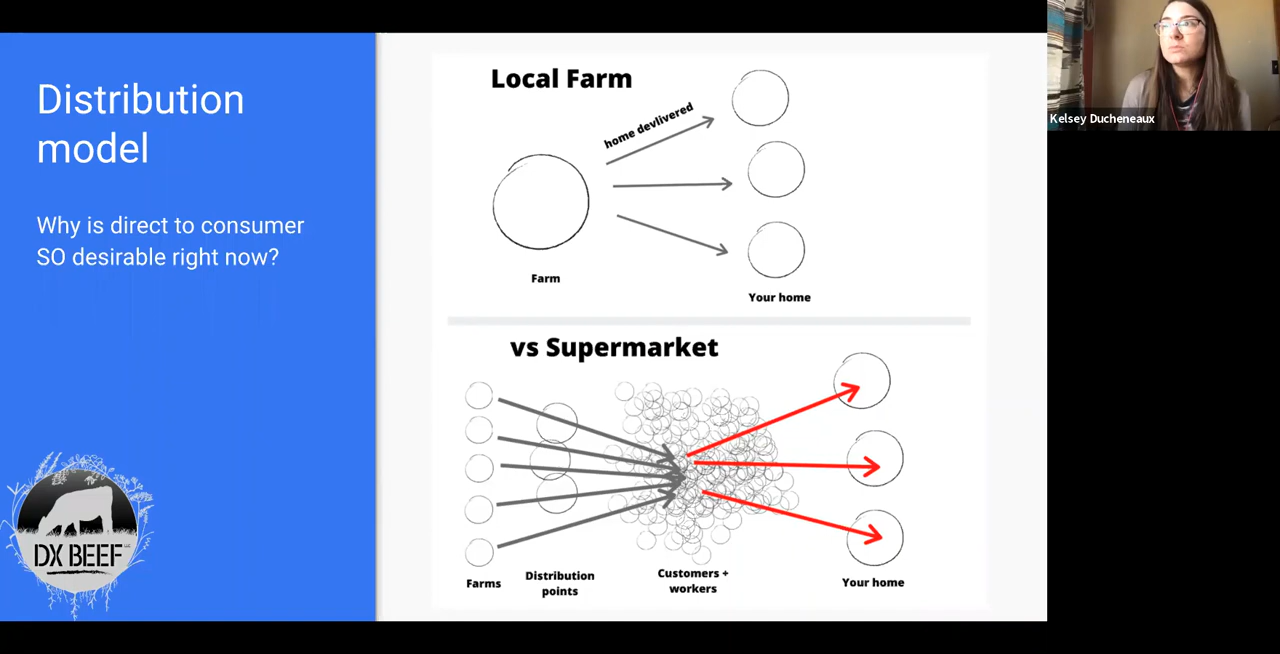 Distribution
model
Why is direct to consumer
SO desirable right now?
DX BEEF
Local Farm
home devlivered
Farm
Your home
vs Supermarket
Farms
Distribution
points
Customers +
workers
Your home
Kelsey Ducheneaux